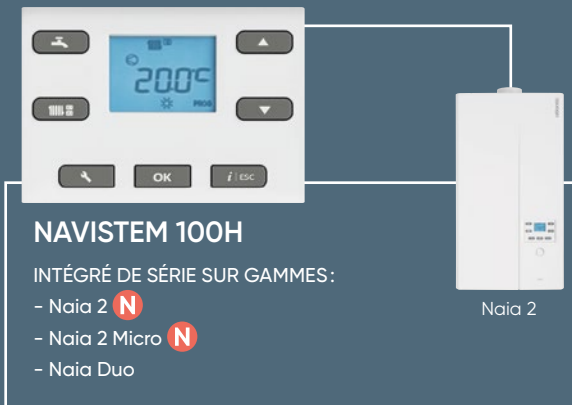 20.0°C
PROG
OK
i ESC
NAVISTEM 100H
INTÉGRÉ DE SÉRIE SUR GAMMES :
- Naia 2 N
- Naia 2 Micro N
- Naia Duo
Naia 2